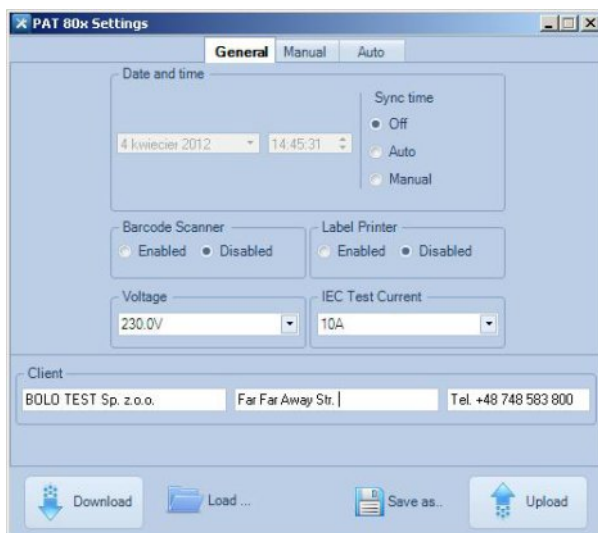 PAT 80x Settings
General Manual Auto
Date and time
Sync time
Off
4 kwiecier 2012 14:45:31
Auto
Manual
Barcode Scanner Label Printer
Enabled Disabled Enabled Disabled
Voltage IEC Test Current
230.0V 10A
Client
BOLO TEST Sp. z.o.o. Far Far Away Str. Tel. +48 748 583 800
Download Load ... Save as.. Upload